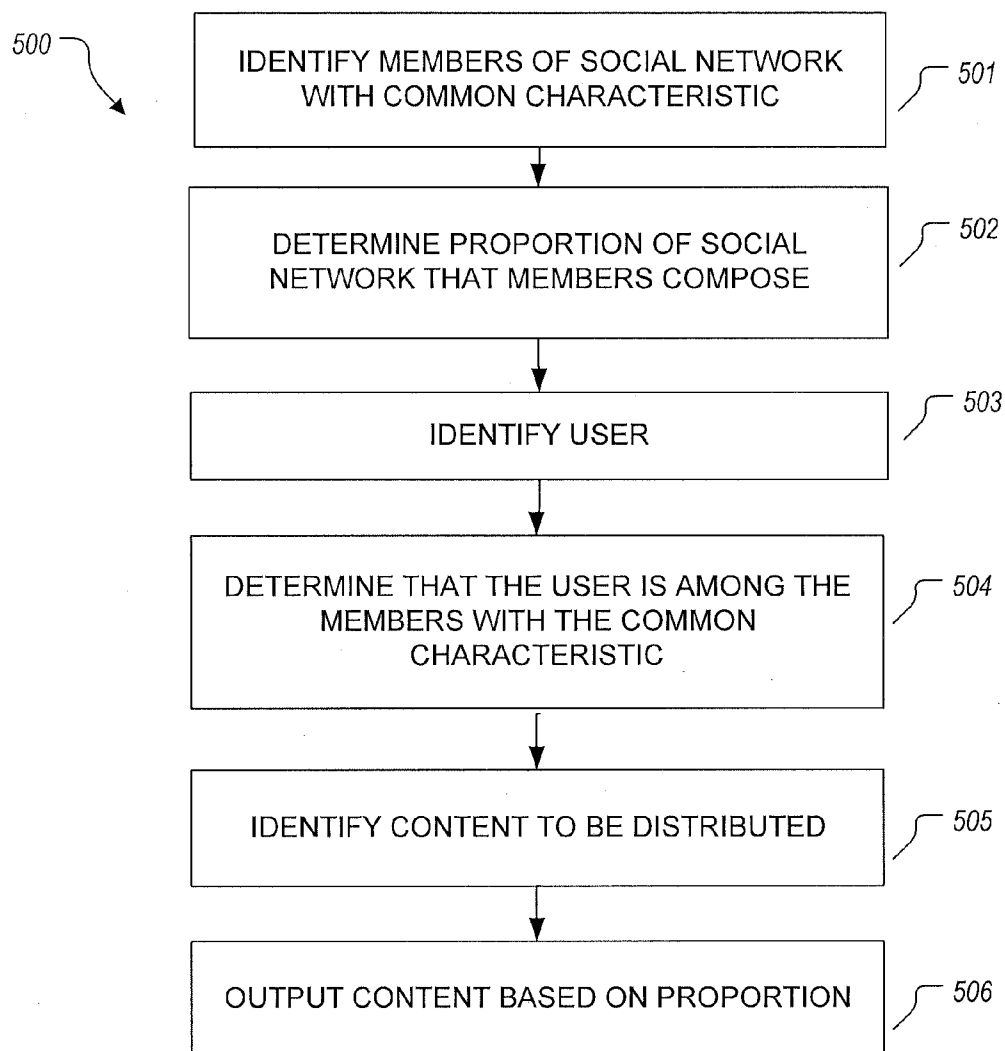 500
IDENTIFY MEMBERS OF SOCIAL NETWORK
WITH COMMON CHARACTERISTIC
501
DETERMINE PROPORTION OF SOCIAL
NETWORK THAT MEMBERS COMPOSE
502
IDENTIFY USER
503
DETERMINE THAT THE USER IS AMONG THE
MEMBERS WITH THE COMMON
CHARACTERISTIC
504
IDENTIFY CONTENT TO BE DISTRIBUTED
505
OUTPUT CONTENT BASED ON PROPORTION
506